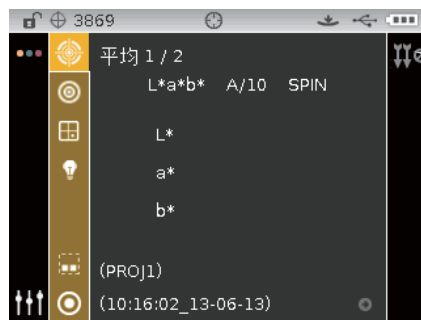 3869
平均 1 / 2
L*a*b* A/10 SPIN
L*
a*
b*
(PROJ1)
(10:16:02_13-06-13)